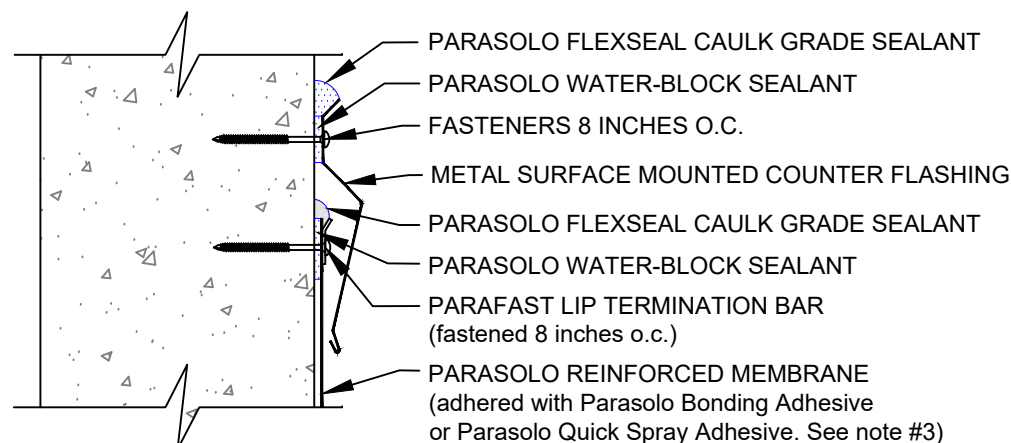 PARASOLO FLEXSEAL CAULK GRADE SEALANT
PARASOLO WATER-BLOCK SEALANT
FASTENERS 8 INCHES O.C.
METAL SURFACE MOUNTED COUNTER FLASHING
PARASOLO FLEXSEAL CAULK GRADE SEALANT
PARASOLO WATER-BLOCK SEALANT
PARAFAST LIP TERMINATION BAR
(fastened 8 inches o.c.)
PARASOLO REINFORCED MEMBRANE
(adhered with Parasolo Bonding Adhesive
or Parasolo Quick Spray Adhesive. See note #3)